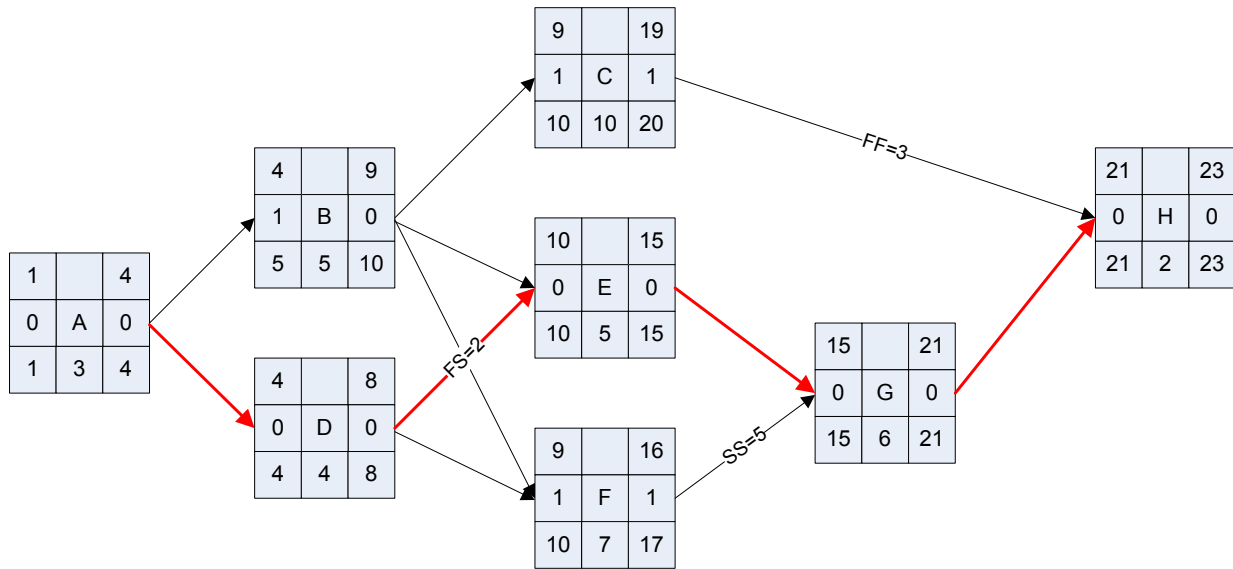 1 4
0 A 0
1 3 4
4 9
1 B 0
5 5 10
4 8
0 D 0
4 4 8
9 19
1 C 1
10 10 20
10 15
0 E 0
10 5 15
9 16
1 F 1
10 7 17
FS=2
SS=5
FF=3
15 21
0 G 0
15 6 21
21 23
0 H 0
21 2 23